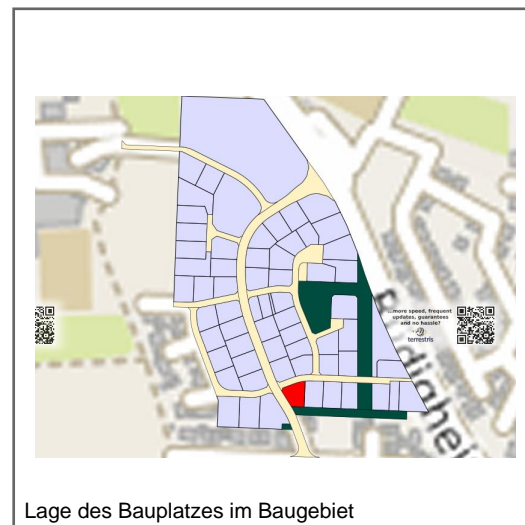 ...more speed, frequent
updates, guarantees
and no hassle?
terrestris
Lage des Bauplatzes im Baugebiet